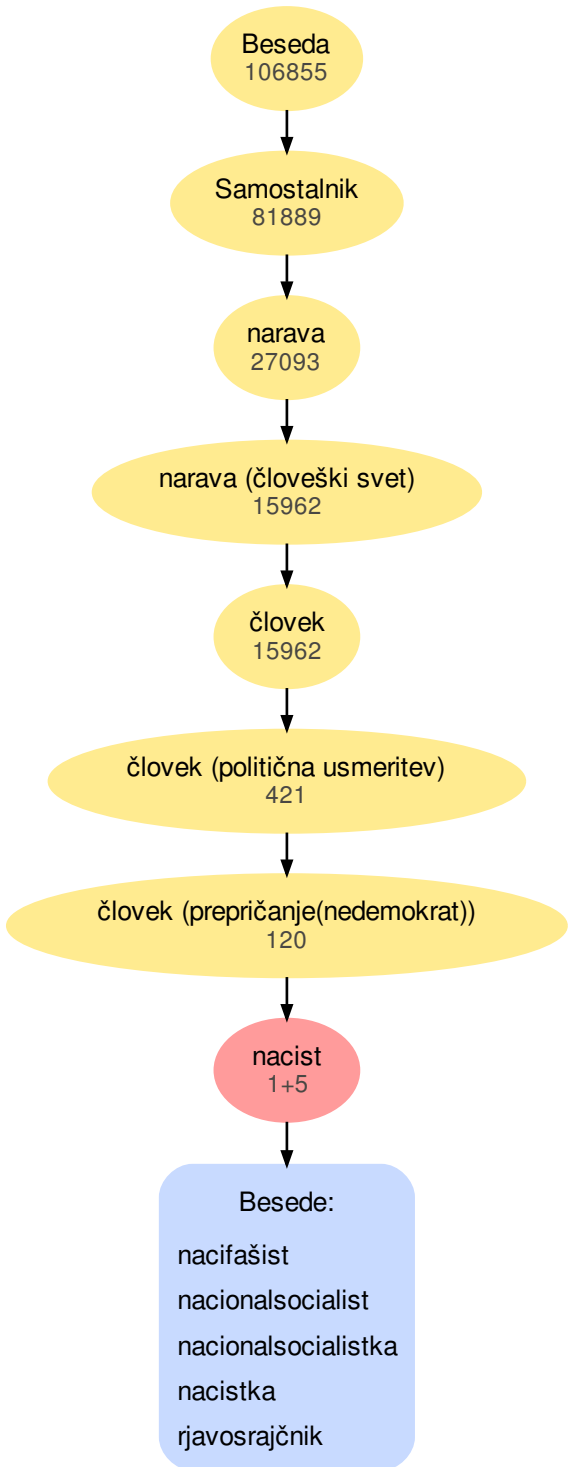 Beseda
106855
Samostalnik
81889
narava
27093
narava (človeški svet)
15962
človek
15962
človek (politična usmeritev)
421
človek (prepričanje(nedemokrat))
120
nacist
1+5
Besede:
nacifašist
nacionalsocialist
nacionalsocialistka
nacistka
rjavosrajčnik